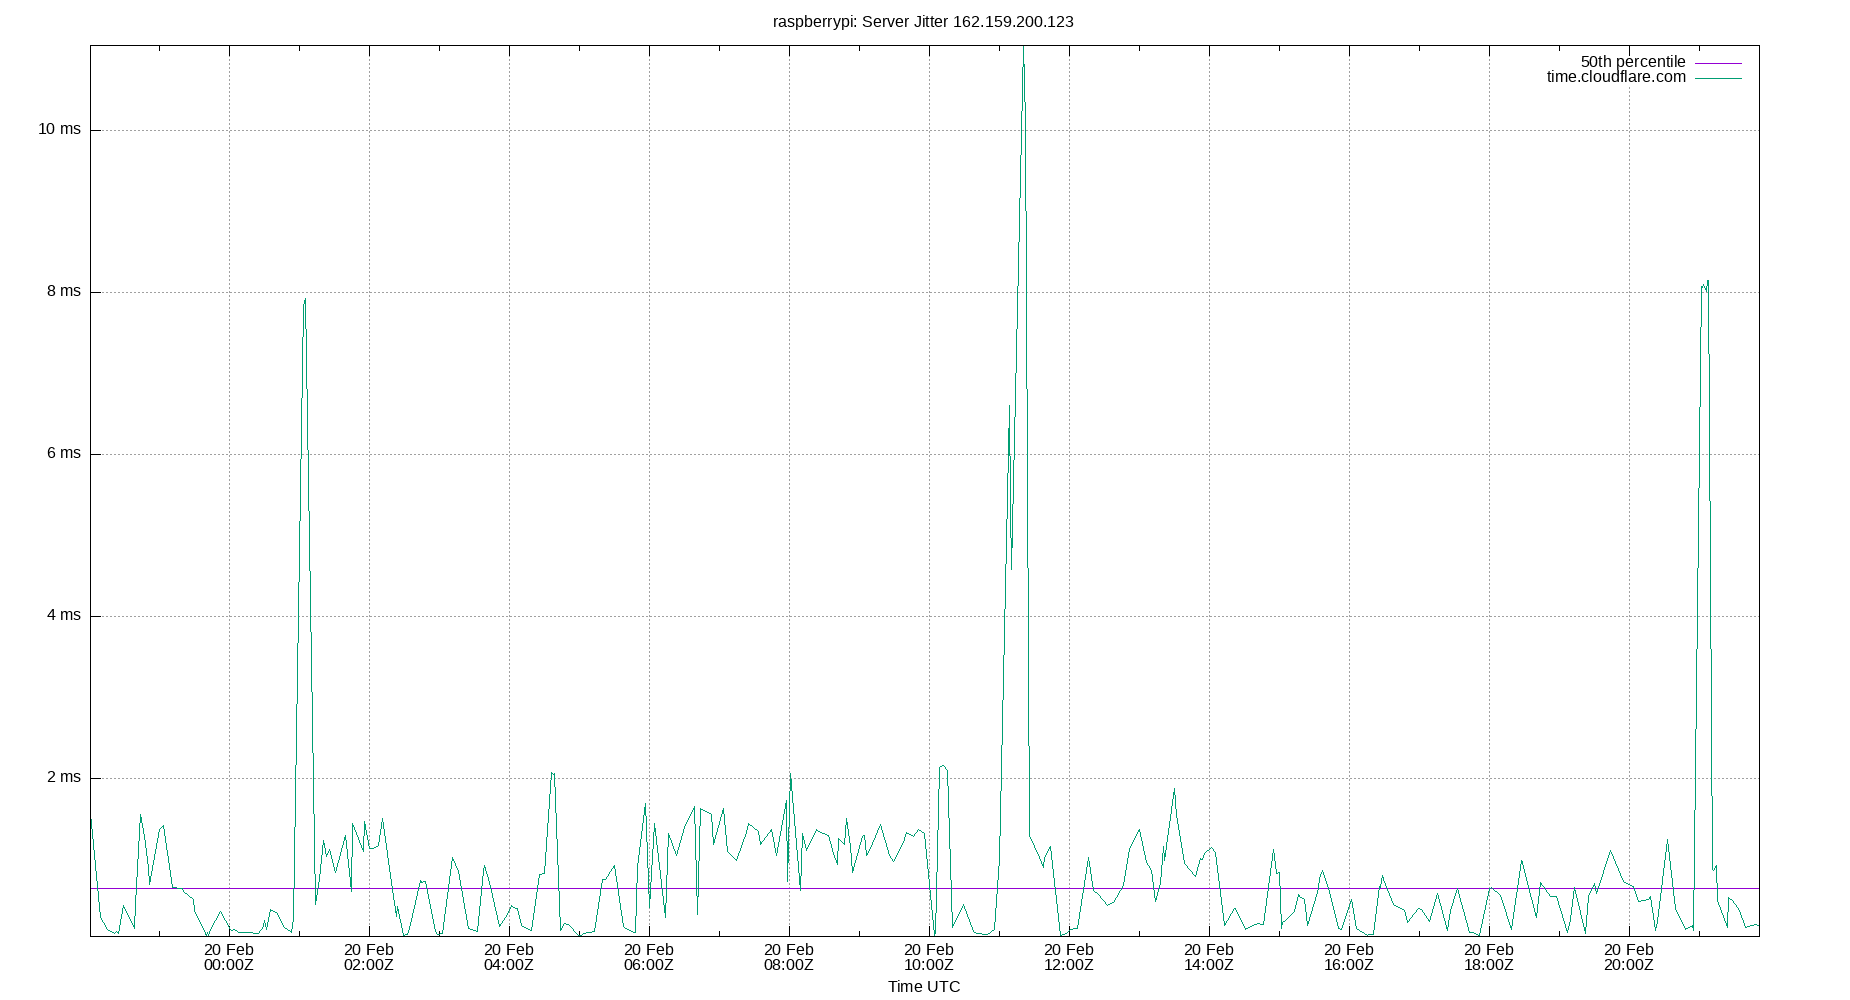 raspberrypi: Server Jitter 162.159.200.123
50th percentile
time.cloudflare.com
10 ms
8 ms
6 ms
4 ms
2 ms
20 Feb 20 Feb 20 Feb 20 Feb 20 Feb 20 Feb 20 Feb 20 Feb 20 Feb 20 Feb 20 Feb
00:00Z 02:00Z 04:00Z 06:00Z 08:00Z 10:00Z 12:00Z 14:00Z 16:00Z 18:00Z 20:00Z
Time UTC